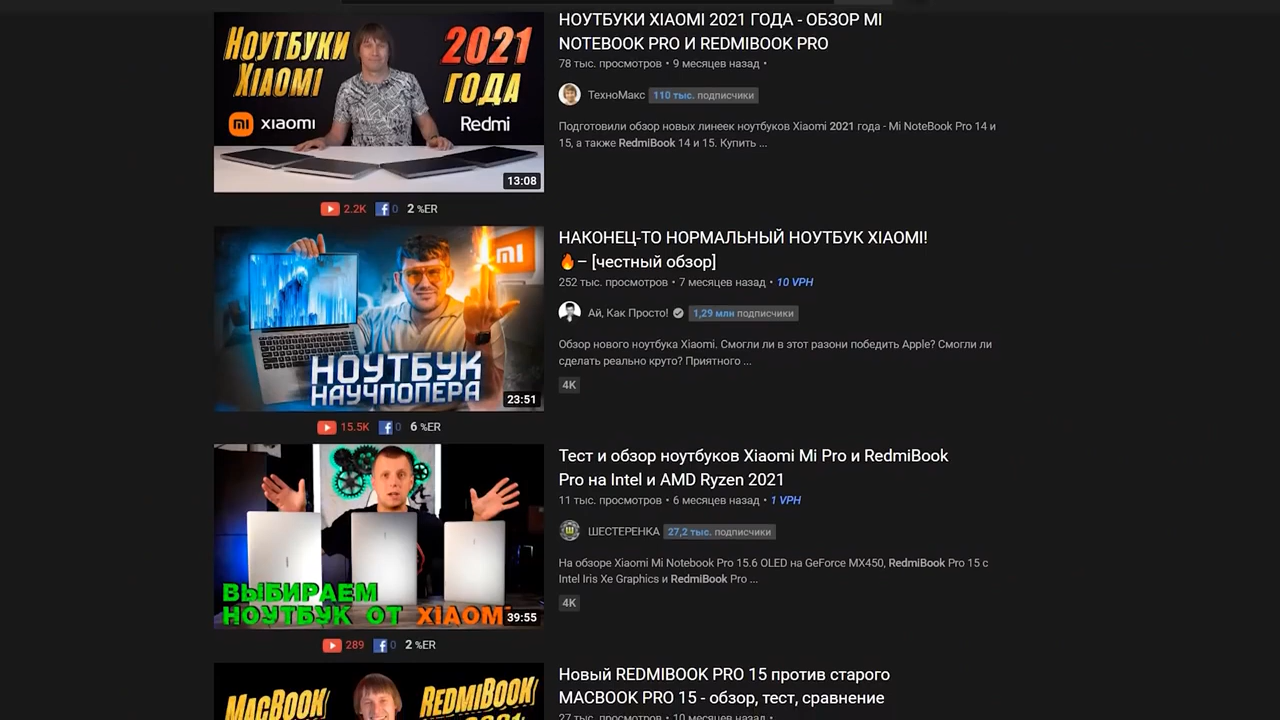 НОУТБУКИ XIAOMI
2021 ГОДА
mi xiaomi
Redmi
13:08
2.2K 0 2 %ER
НОУТБУКИ XIAOMI 2021 ГОДА - ОБЗОР MI
NOTEBOOK PRO И REDMIBOOK PRO
78 тыс. просмотров • 9 месяцев назад •
ТехноМакс 110 тыс. подписчики
Подготовили обзор новых линеек ноутбуков Xiaomi 2021 года - Mi NoteBook Pro 14 и
15, а также RedmiBook 14 и 15. Купить ...
mi
НОУТБУК
НАУЧПОПЕРА
23:51
15.5K 0 6 %ER
НАКОНЕЦ-ТО НОРМАЛЬНЫЙ НОУТБУК XIAOMI!
🔥– [честный обзор]
252 тыс. просмотров • 7 месяцев назад • 10 VPH
Ай, Как Просто! 1,29 млн подписчики
Обзор нового ноутбука Xiaomi. Смогли ли в этот разони победить Apple? Смогли ли
сделать реально круто? Приятного ...
4K
ВЫБИРАЕМ
НОУТБУК ОТ XIAOMI
39:55
289 0 2 %ER
Тест и обзор ноутбуков Xiaomi Mi Pro и RedmiBook
Pro на Intel и AMD Ryzen 2021
11 тыс. просмотров • 6 месяцев назад • 1 VPH
ШЕСТЕРЕНКА 27,2 тыс. подписчики
На обзоре Xiaomi Mi Notebook Pro 15.6 OLED на GeForce MX450, RedmiBook Pro 15 с
Intel Iris Xe Graphics и RedmiBook Pro ...
4K
MACBOOK
REDMIBOOK
Новый REDMIBOOK PRO 15 против старого
MACBOOK PRO 15 - обзор, тест, сравнение
27 тыс. просмотров • 10 месяцев назад •